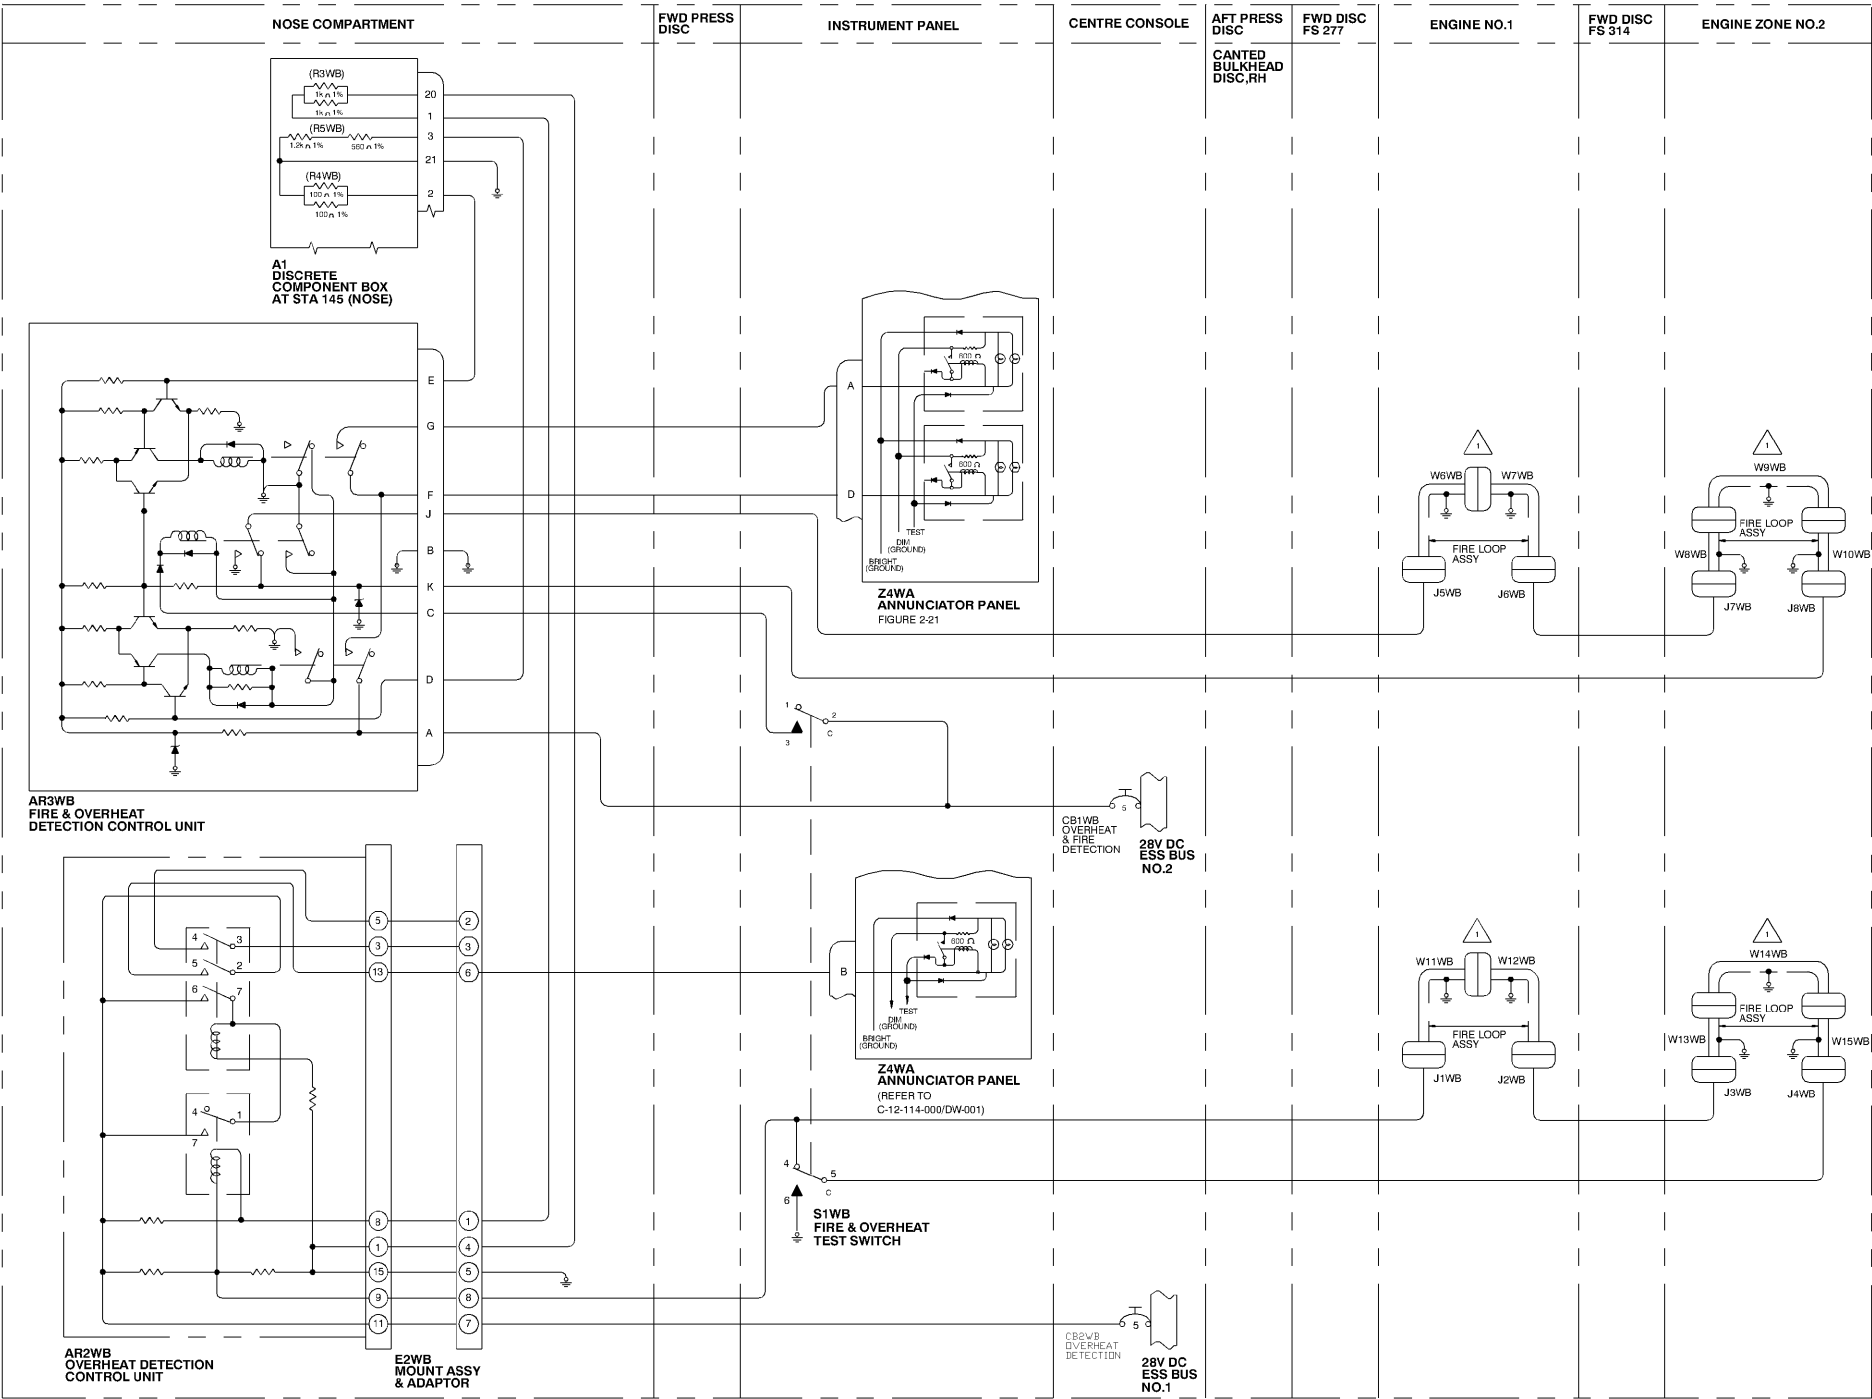 NOSE COMPARTMENT
FWD PRESS
DISC
INSTRUMENT PANEL
CENTRE CONSOLE
AFT PRESS
DISC
CANTED
BULKHEAD
DISC,RH
FWD DISC
FS 277
ENGINE NO.1
FWD DISC
FS 314
ENGINE ZONE NO.2
(R3WB)
1k Ω 1%
1k Ω 1%
(R5WB)
1.2k Ω 1%
560 Ω 1%
(R4WB)
100 Ω 1%
100 Ω 1%
20
1
3
21
2
A1
DISCRETE
COMPONENT BOX
AT STA 145 (NOSE)
E
G
F
J
B
K
C
D
A
AR3WB
FIRE & OVERHEAT
DETECTION CONTROL UNIT
A
D
600 Ω
600 Ω
TEST
DIM
(GROUND)
BRIGHT
(GROUND)
Z4WA
ANNUNCIATOR PANEL
FIGURE 2-21
1
W6WB
W7WB
FIRE LOOP
ASSY
J5WB
J6WB
1
W9WB
FIRE LOOP
ASSY
W8WB
W10WB
J7WB
J8WB
1
2
C
3
CB1WB
OVERHEAT
& FIRE
DETECTION
5
28V DC
ESS BUS
NO.2
4
3
5
2
6
7
4
1
7
5
3
13
8
1
15
9
11
2
3
6
1
4
5
8
7
AR2WB
OVERHEAT DETECTION
CONTROL UNIT
E2WB
MOUNT ASSY
& ADAPTOR
B
600 Ω
TEST
DIM
(GROUND)
BRIGHT
(GROUND)
Z4WA
ANNUNCIATOR PANEL
(REFER TO
C-12-114-000/DW-001)
4
5
C
6
S1WB
FIRE & OVERHEAT
TEST SWITCH
CB2WB
OVERHEAT
DETECTION
5
28V DC
ESS BUS
NO.1
1
W11WB
W12WB
FIRE LOOP
ASSY
J1WB
J2WB
1
W14WB
FIRE LOOP
ASSY
W13WB
W15WB
J3WB
J4WB